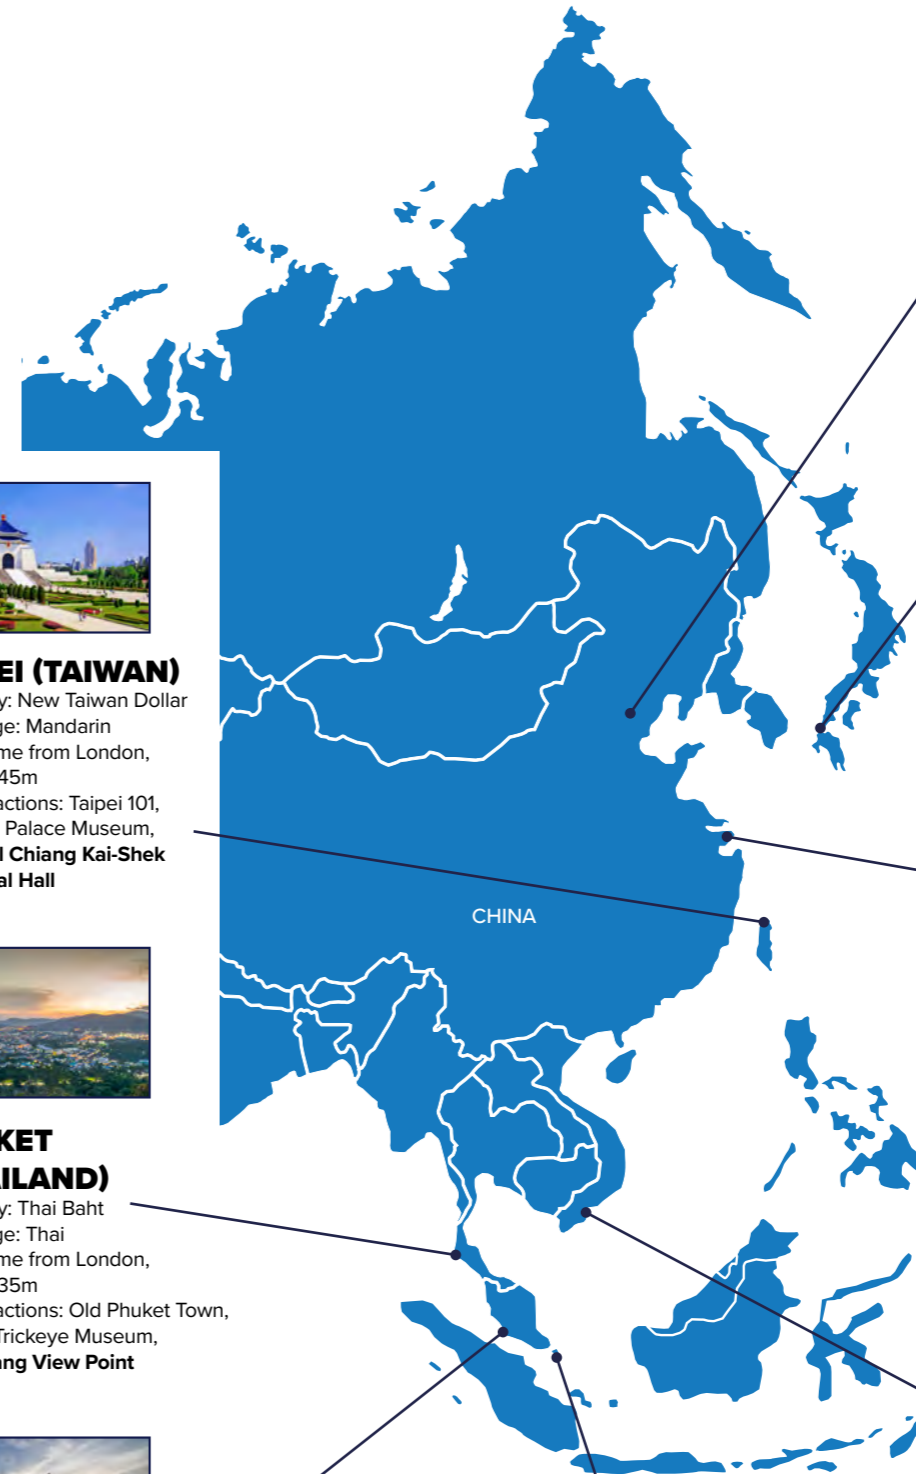 EI (TAIWAN)
y: New Taiwan Dollar
ge: Mandarin
me from London,
45m
actions: Taipei 101,
Palace Museum,
l Chiang Kai-Shek
al Hall
CHINA
KET
AILAND)
y: Thai Baht
ge: Thai
me from London,
35m
actions: Old Phuket Town,
Trickeye Museum,
ang View Point